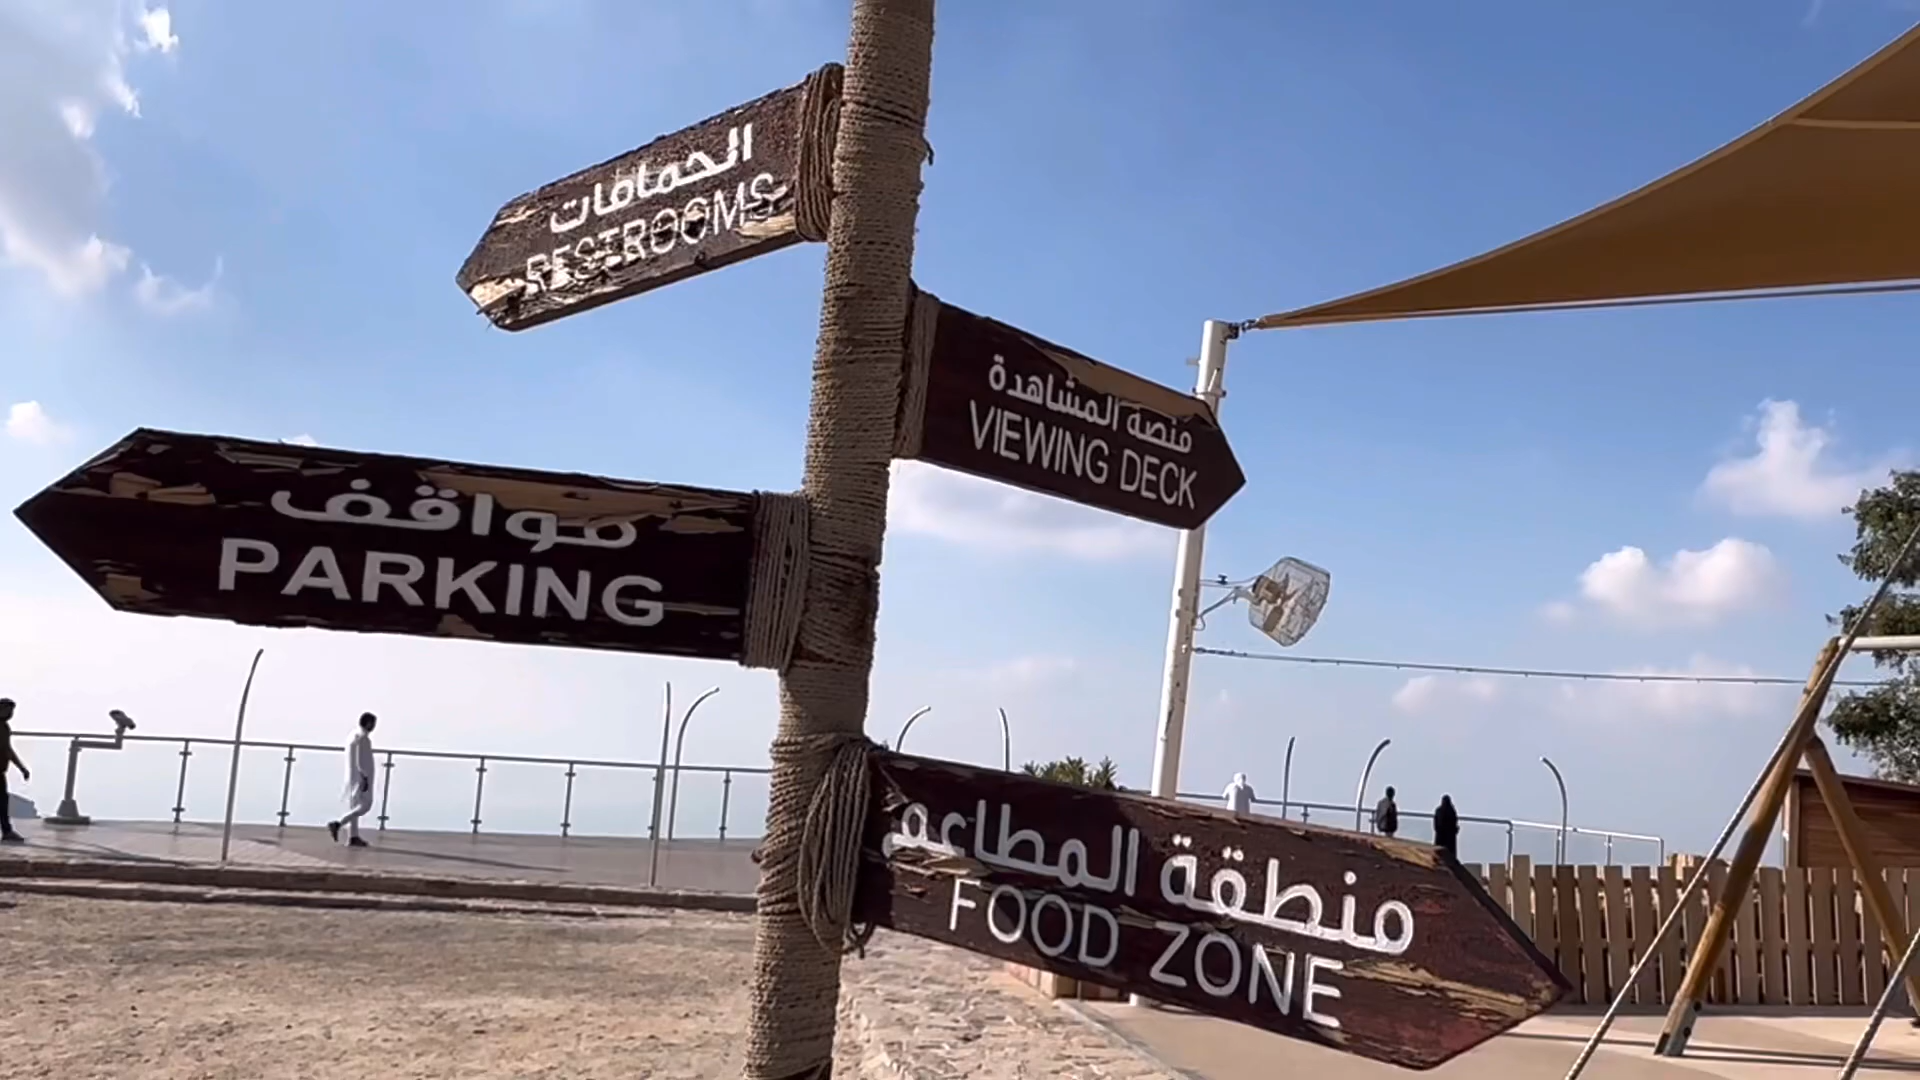 الحمامات
RESTROOMS
منصة المشاهدة
VIEWING DECK
مواقف
PARKING
منطقة المطاعم
FOOD ZONE